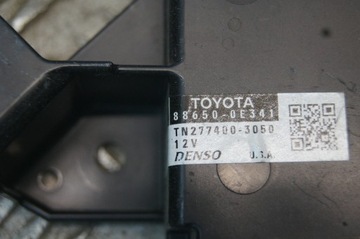 TOYOTA
88650-0E341
TN277400-3050
12V
DENSO U.S.A.